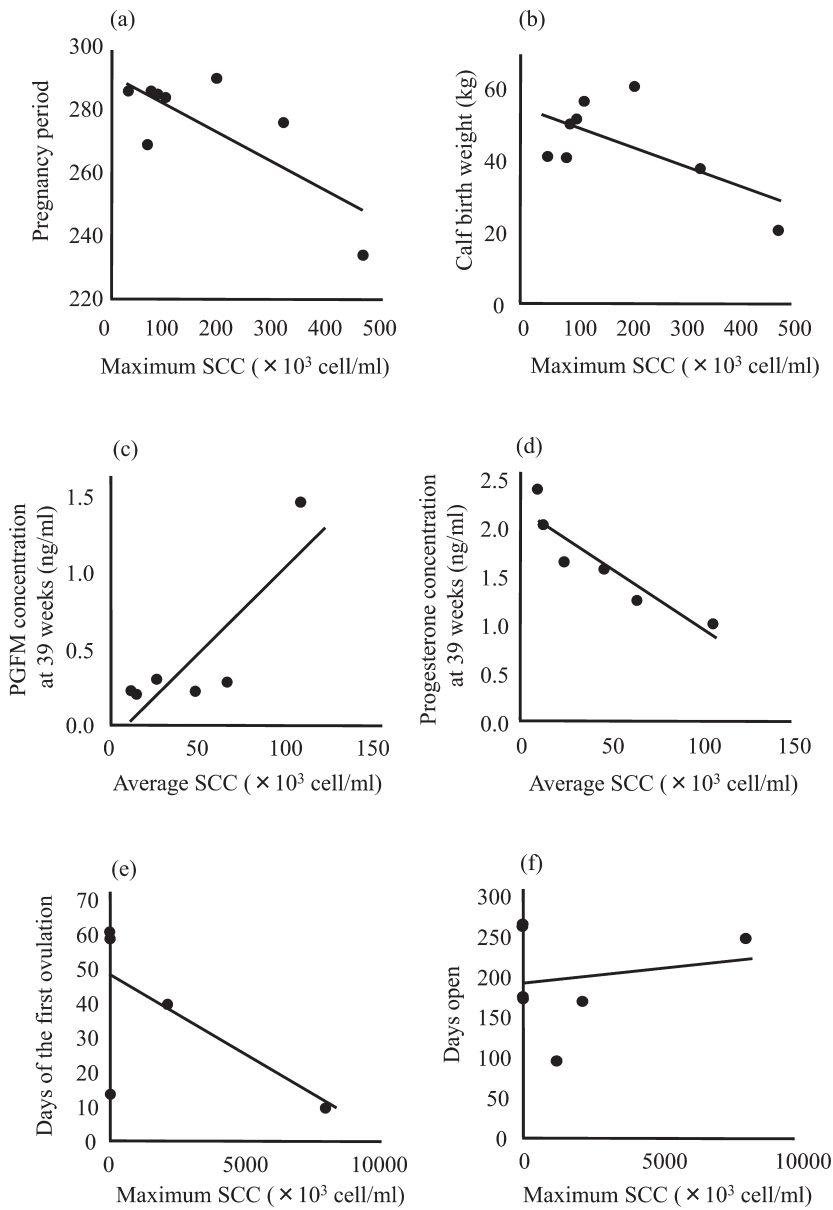 (a)
300
280
260
240
220
Pregnancy period
0 100 200 300 400 500
Maximum SCC ( × 10³ cell/ml)
(b)
60
40
20
0
Calf birth weight (kg)
0 100 200 300 400 500
Maximum SCC ( × 10³ cell/ml)
(c)
1.5
1.0
0.5
0.0
PGFM concentration
at 39 weeks (ng/ml)
0 50 100 150
Average SCC ( × 10³ cell/ml)
(d)
2.5
2.0
1.5
1.0
0.0
Progesterone concentration
at 39 weeks (ng/ml)
0 50 100 150
Average SCC ( × 10³ cell/ml)
(e)
70
60
50
40
30
20
10
0
Days of the first ovulation
0 5000 10000
Maximum SCC ( × 10³ cell/ml)
(f)
300
250
200
150
100
50
0
Days open
0 5000 10000
Maximum SCC ( × 10³ cell/ml)